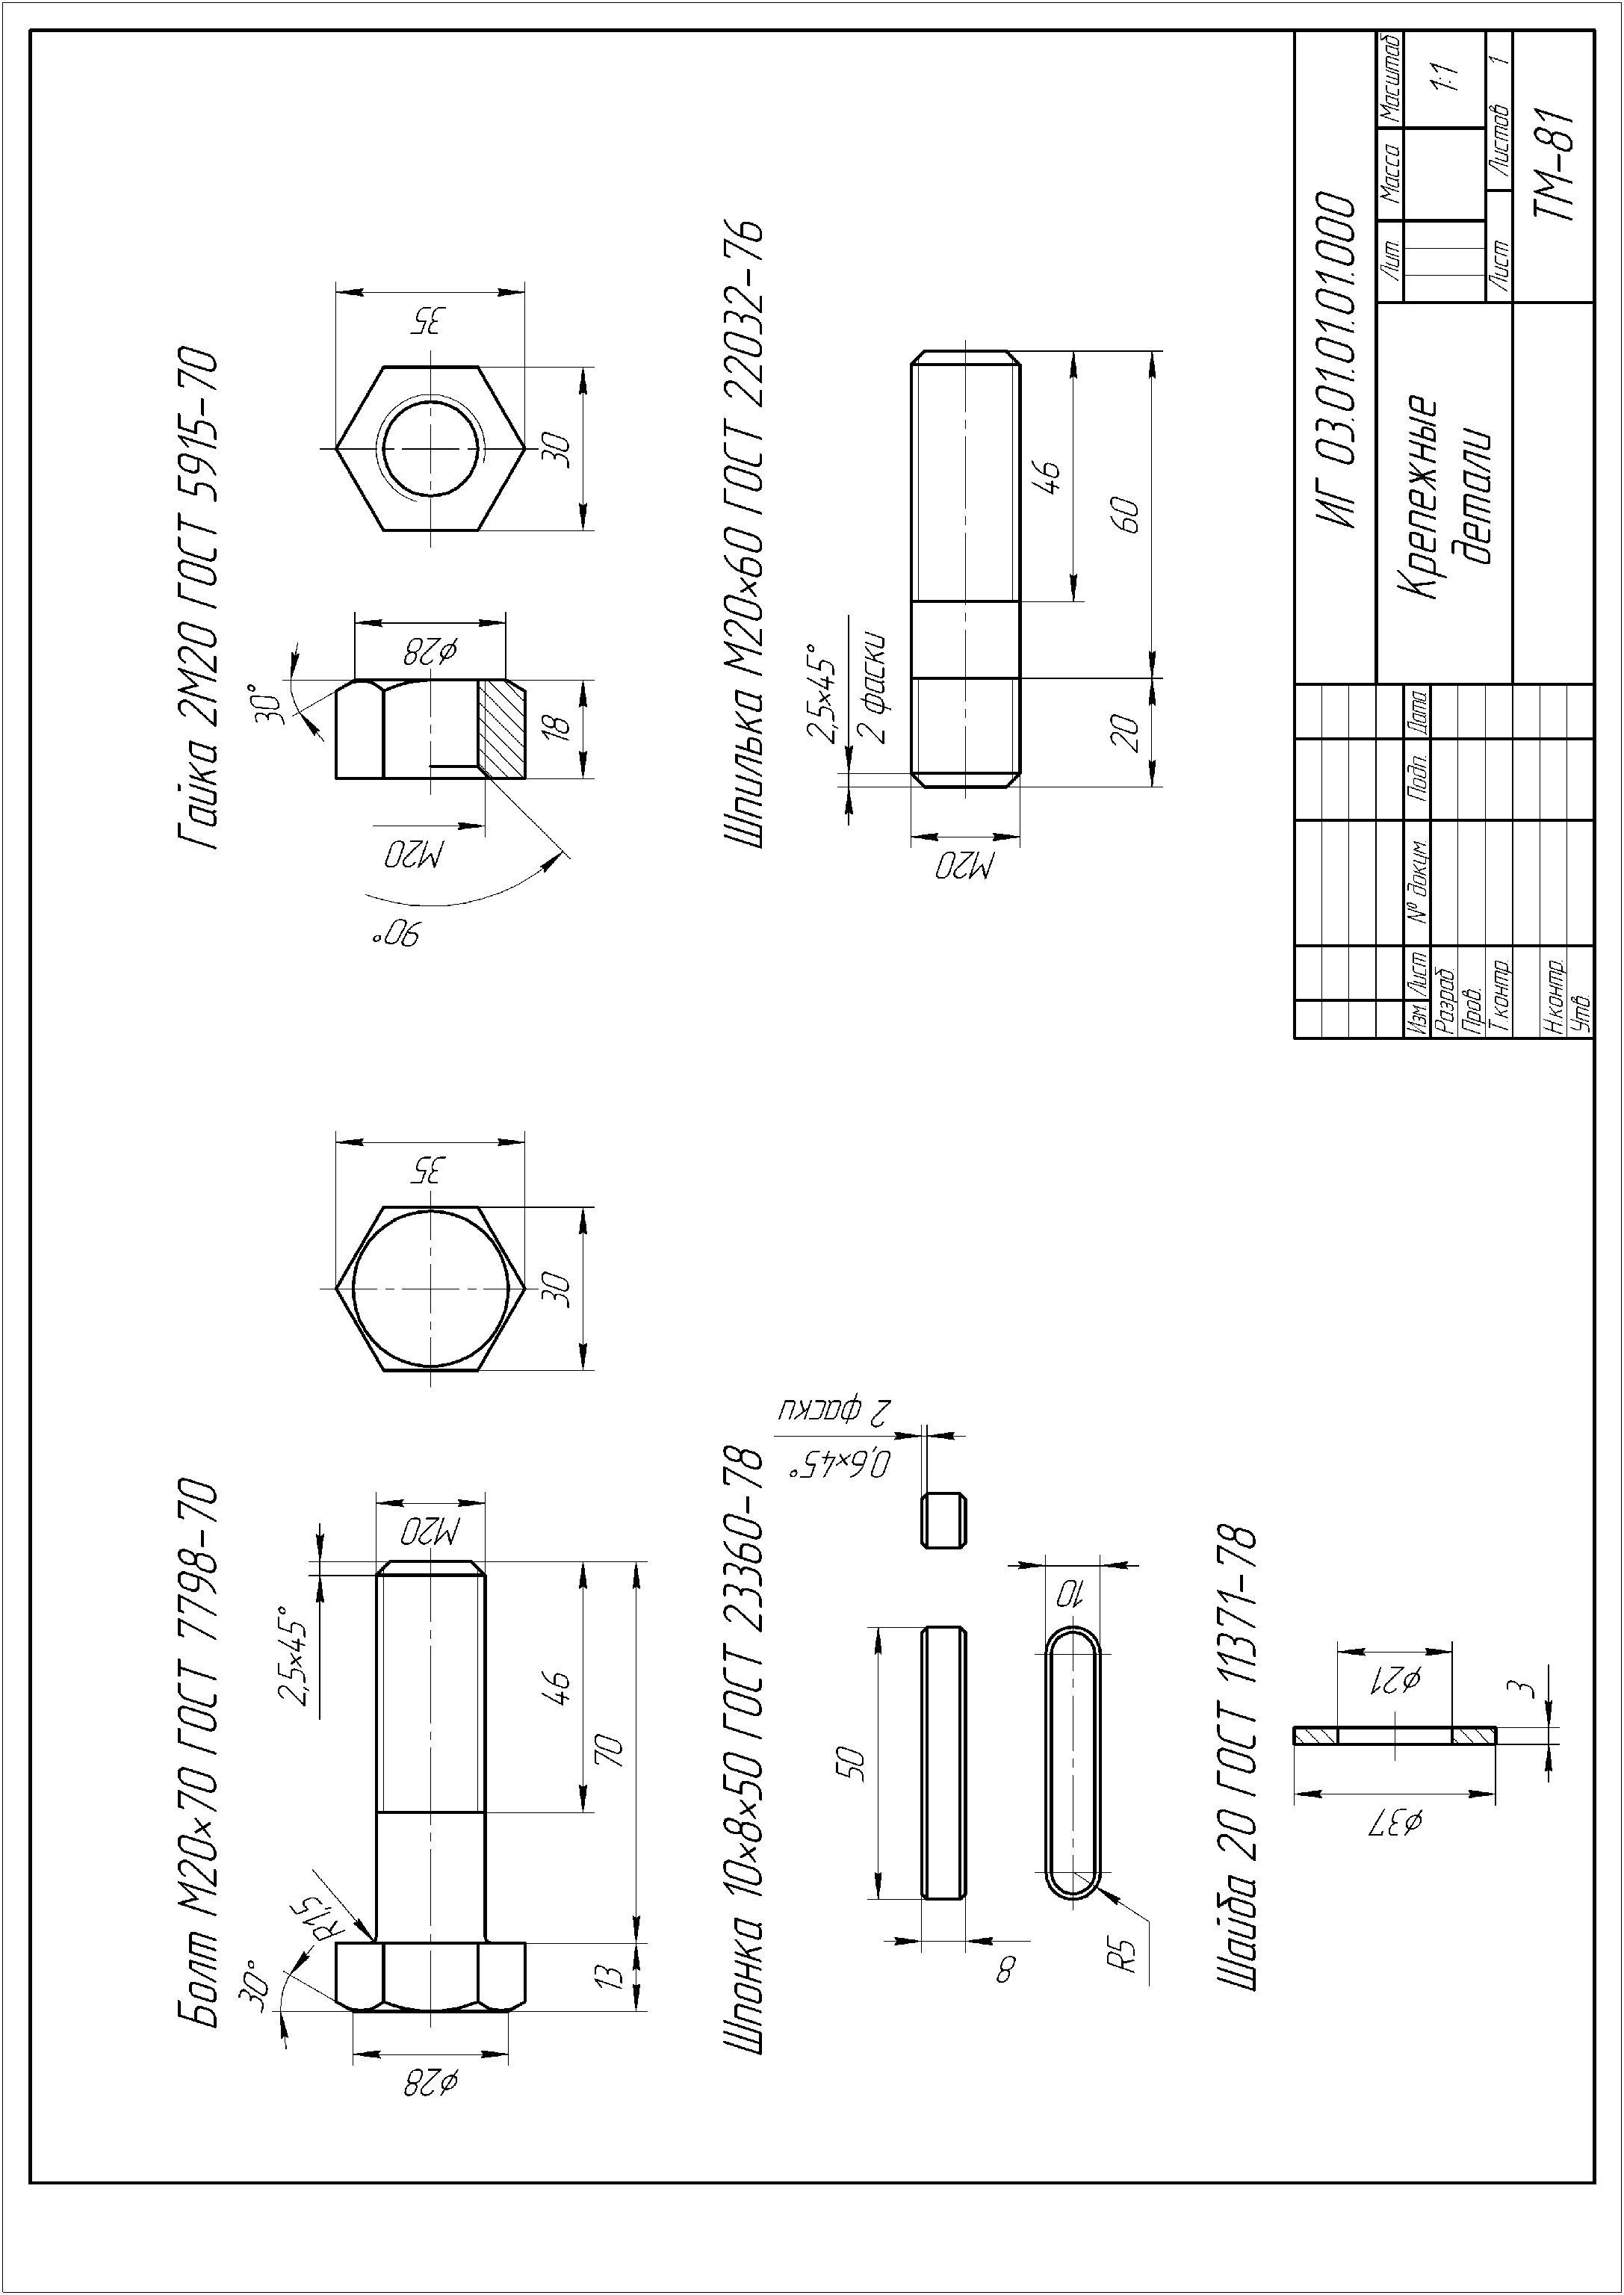 Болт М20×70 ГОСТ 7798-70
30°
R1,5
2,5×45°
М20
ϕ28
13
46
70
35
30
Гайка 2М20 ГОСТ 5915-70
30°
ϕ28
18
М20
90°
35
30
Шпонка 10×8×50 ГОСТ 23360-78
50
8
0,6×45°
2 фаски
10
R5
Шпилька М20×60 ГОСТ 22032-76
2,5×45°
2 фаски
М20
20
46
60
Шайба 20 ГОСТ 11371-78
ϕ37
ϕ21
3
ИГ 03.01.01.01.000
Изм. Лист № докум. Подп. Дата
Разраб.
Пров.
Т.контр.
Н.контр.
Утв.
Крепежные
детали
Лит. Масса Масштаб
1:1
Лист Листов 1
ТМ-81